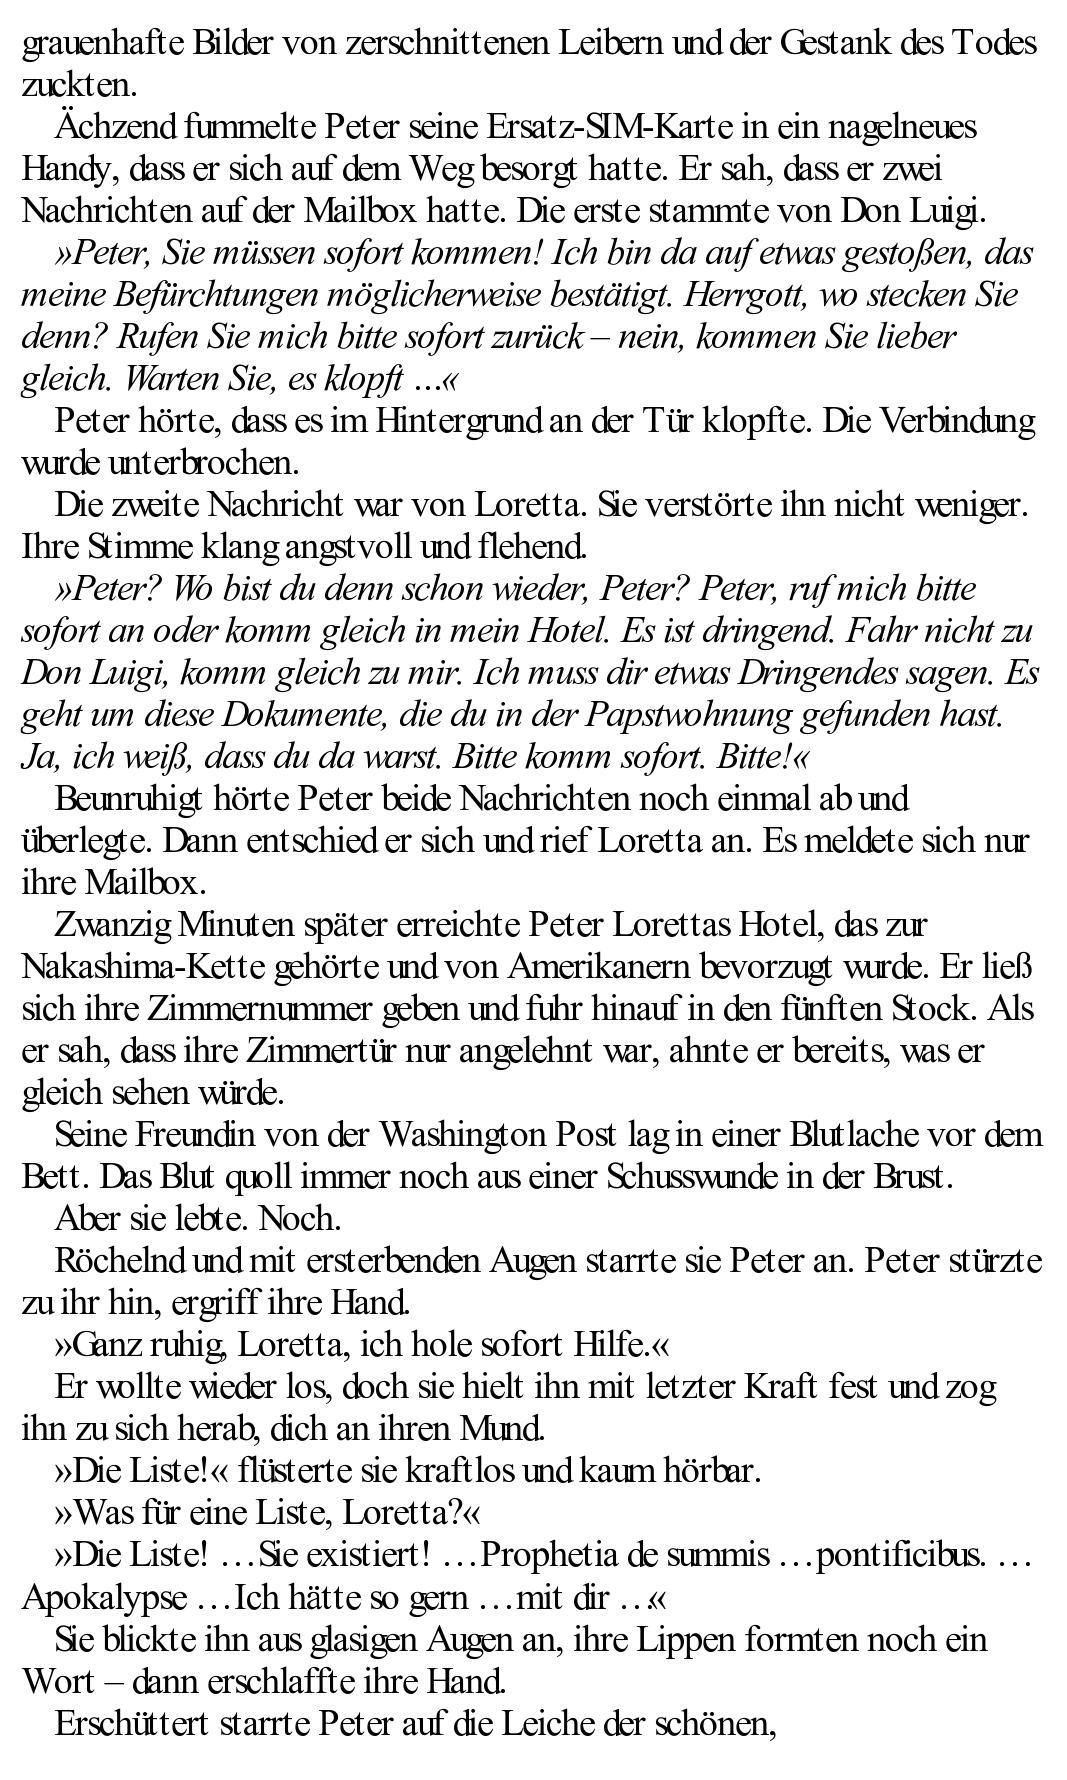 grauenhafte Bilder von zerschnittenen Leibern und der Gestank des Todes
zuckten.
Ächzend fummelte Peter seine Ersatz-SIM-Karte in ein nagelneues
Handy, dass er sich auf dem Weg besorgt hatte. Er sah, dass er zwei
Nachrichten auf der Mailbox hatte. Die erste stammte von Don Luigi.
»Peter, Sie müssen sofort kommen! Ich bin da auf etwas gestoßen, das
meine Befürchtungen möglicherweise bestätigt. Herrgott, wo stecken Sie
denn? Rufen Sie mich bitte sofort zurück – nein, kommen Sie lieber
gleich. Warten Sie, es klopft …«
Peter hörte, dass es im Hintergrund an der Tür klopfte. Die Verbindung
wurde unterbrochen.
Die zweite Nachricht war von Loretta. Sie verstörte ihn nicht weniger.
Ihre Stimme klang angstvoll und flehend.
»Peter? Wo bist du denn schon wieder, Peter? Peter, ruf mich bitte
sofort an oder komm gleich in mein Hotel. Es ist dringend. Fahr nicht zu
Don Luigi, komm gleich zu mir. Ich muss dir etwas Dringendes sagen. Es
geht um diese Dokumente, die du in der Papstwohnung gefunden hast.
Ja, ich weiß, dass du da warst. Bitte komm sofort. Bitte!«
Beunruhigt hörte Peter beide Nachrichten noch einmal ab und
überlegte. Dann entschied er sich und rief Loretta an. Es meldete sich nur
ihre Mailbox.
Zwanzig Minuten später erreichte Peter Lorettas Hotel, das zur
Nakashima-Kette gehörte und von Amerikanern bevorzugt wurde. Er ließ
sich ihre Zimmernummer geben und fuhr hinauf in den fünften Stock. Als
er sah, dass ihre Zimmertür nur angelehnt war, ahnte er bereits, was er
gleich sehen würde.
Seine Freundin von der Washington Post lag in einer Blutlache vor dem
Bett. Das Blut quoll immer noch aus einer Schusswunde in der Brust.
Aber sie lebte. Noch.
Röchelnd und mit ersterbenden Augen starrte sie Peter an. Peter stürzte
zu ihr hin, ergriff ihre Hand.
»Ganz ruhig, Loretta, ich hole sofort Hilfe.«
Er wollte wieder los, doch sie hielt ihn mit letzter Kraft fest und zog
ihn zu sich herab, dich an ihren Mund.
»Die Liste!« flüsterte sie kraftlos und kaum hörbar.
»Was für eine Liste, Loretta?«
»Die Liste! …Sie existiert! …Prophetia de summis …pontificibus. …
Apokalypse …Ich hätte so gern …mit dir …«
Sie blickte ihn aus glasigen Augen an, ihre Lippen formten noch ein
Wort – dann erschlaffte ihre Hand.
Erschüttert starrte Peter auf die Leiche der schönen,